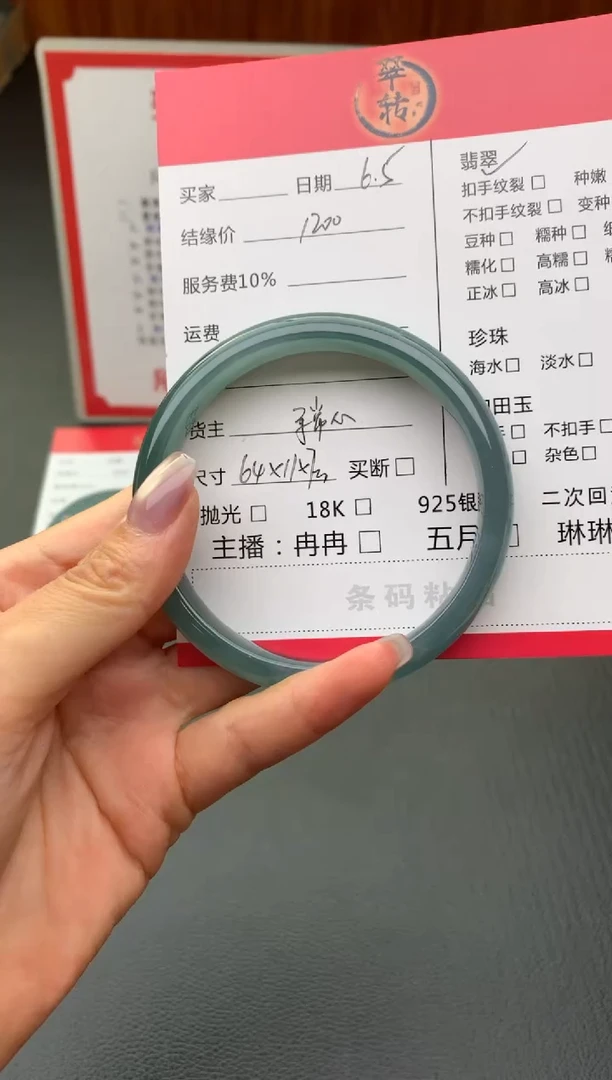 翠转
买家 日期 6.5
结缘价 1200
服务费10%
运费
货主
尺寸 64×11×7 买断
抛光 18K 925银
主播：冉冉 五月 琳琳
条码粘
翡翠
扣手纹裂 种嫩
不扣手纹裂 变种
豆种 糯种
糯化 高糯
正冰 高冰
珍珠
海水 淡水
田玉
不扣手
杂色
二次回